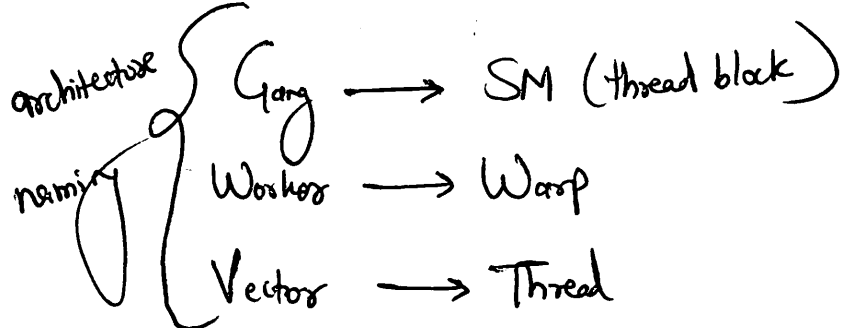 architecture
naming
Gang → SM (thread block)
Worker → Warp
Vector → Thread